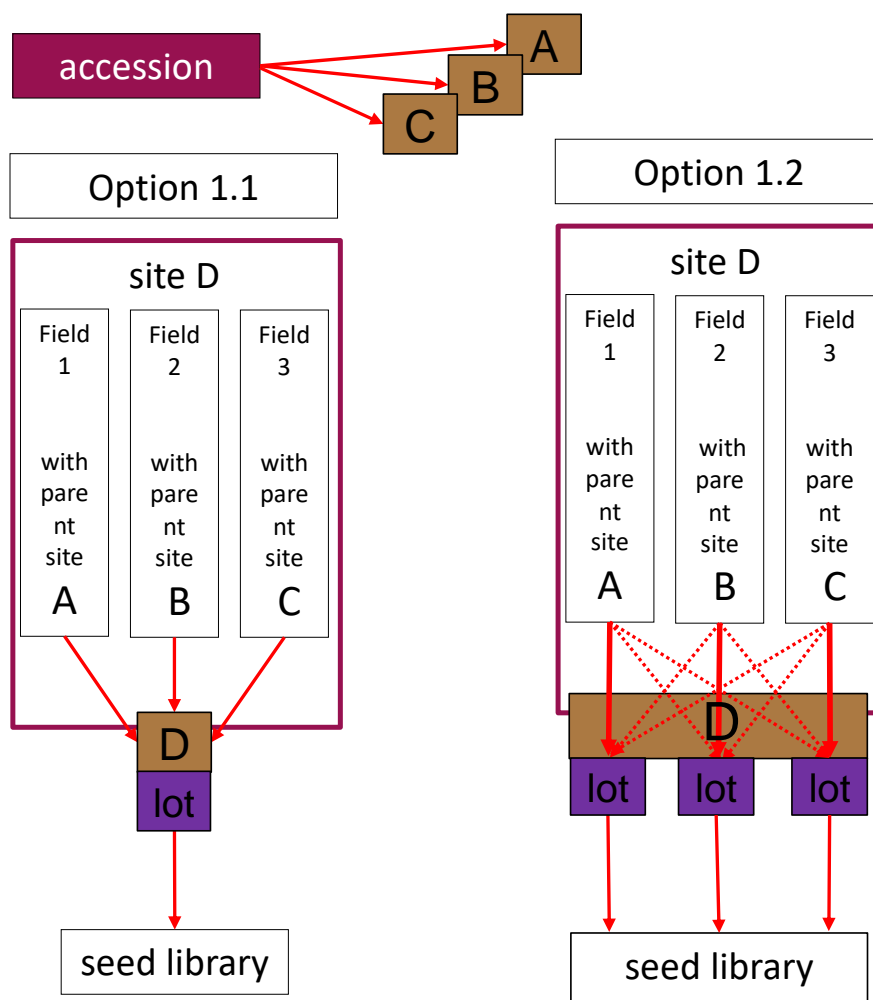 accession
A
B
C
Option 1.1
site D
Field
1
with
pare
nt
site
A
Field
2
with
pare
nt
site
B
Field
3
with
pare
nt
site
C
D
lot
seed library
Option 1.2
site D
Field
1
with
pare
nt
site
A
Field
2
with
pare
nt
site
B
Field
3
with
pare
nt
site
C
D
lot
lot
lot
seed library